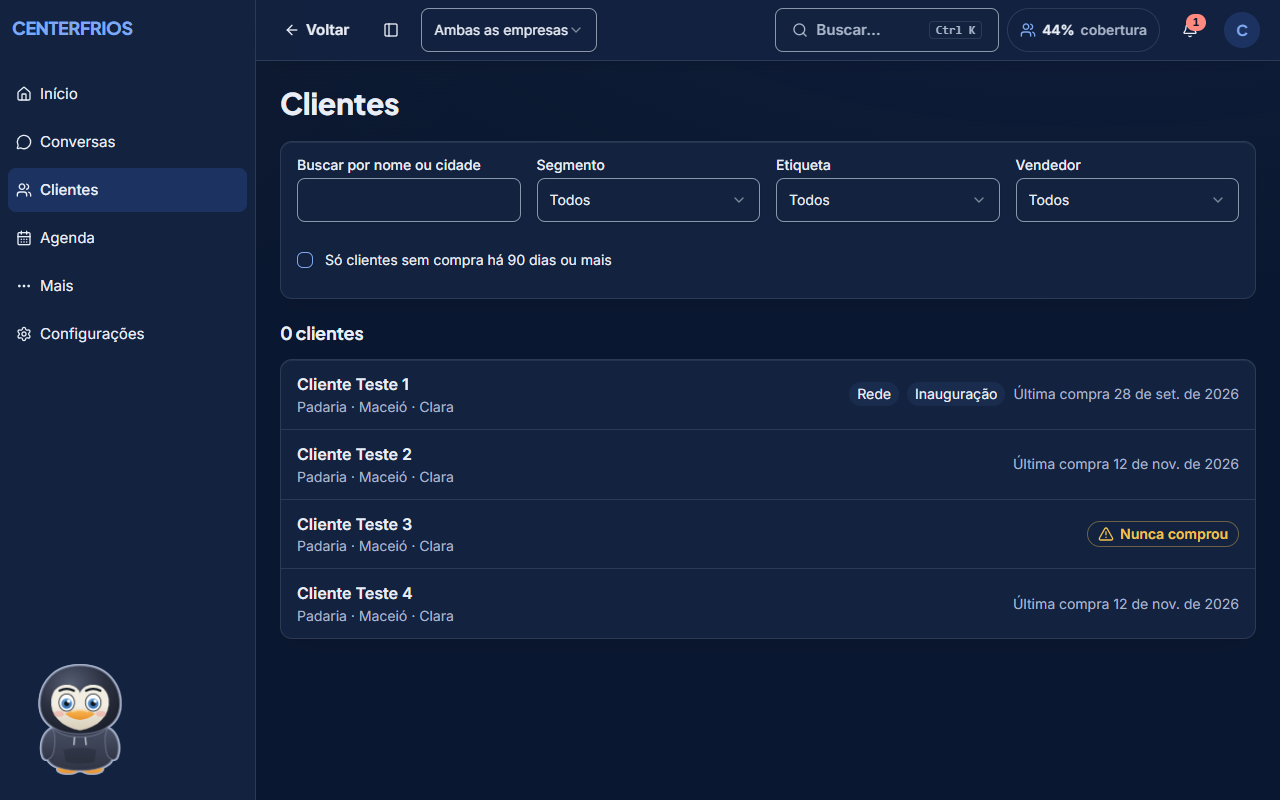 CENTERFRIOS
Voltar
Ambas as empresas
Buscar...
Ctrl K
44% cobertura
1
C
Início
Conversas
Clientes
Agenda
Mais
Configurações
Clientes
Buscar por nome ou cidade
Segmento
Todos
Etiqueta
Todos
Vendedor
Todos
Só clientes sem compra há 90 dias ou mais
0 clientes
Cliente Teste 1
Padaria · Maceió · Clara
Rede
Inauguração
Última compra 28 de set. de 2026
Cliente Teste 2
Padaria · Maceió · Clara
Última compra 12 de nov. de 2026
Cliente Teste 3
Padaria · Maceió · Clara
Nunca comprou
Cliente Teste 4
Padaria · Maceió · Clara
Última compra 12 de nov. de 2026